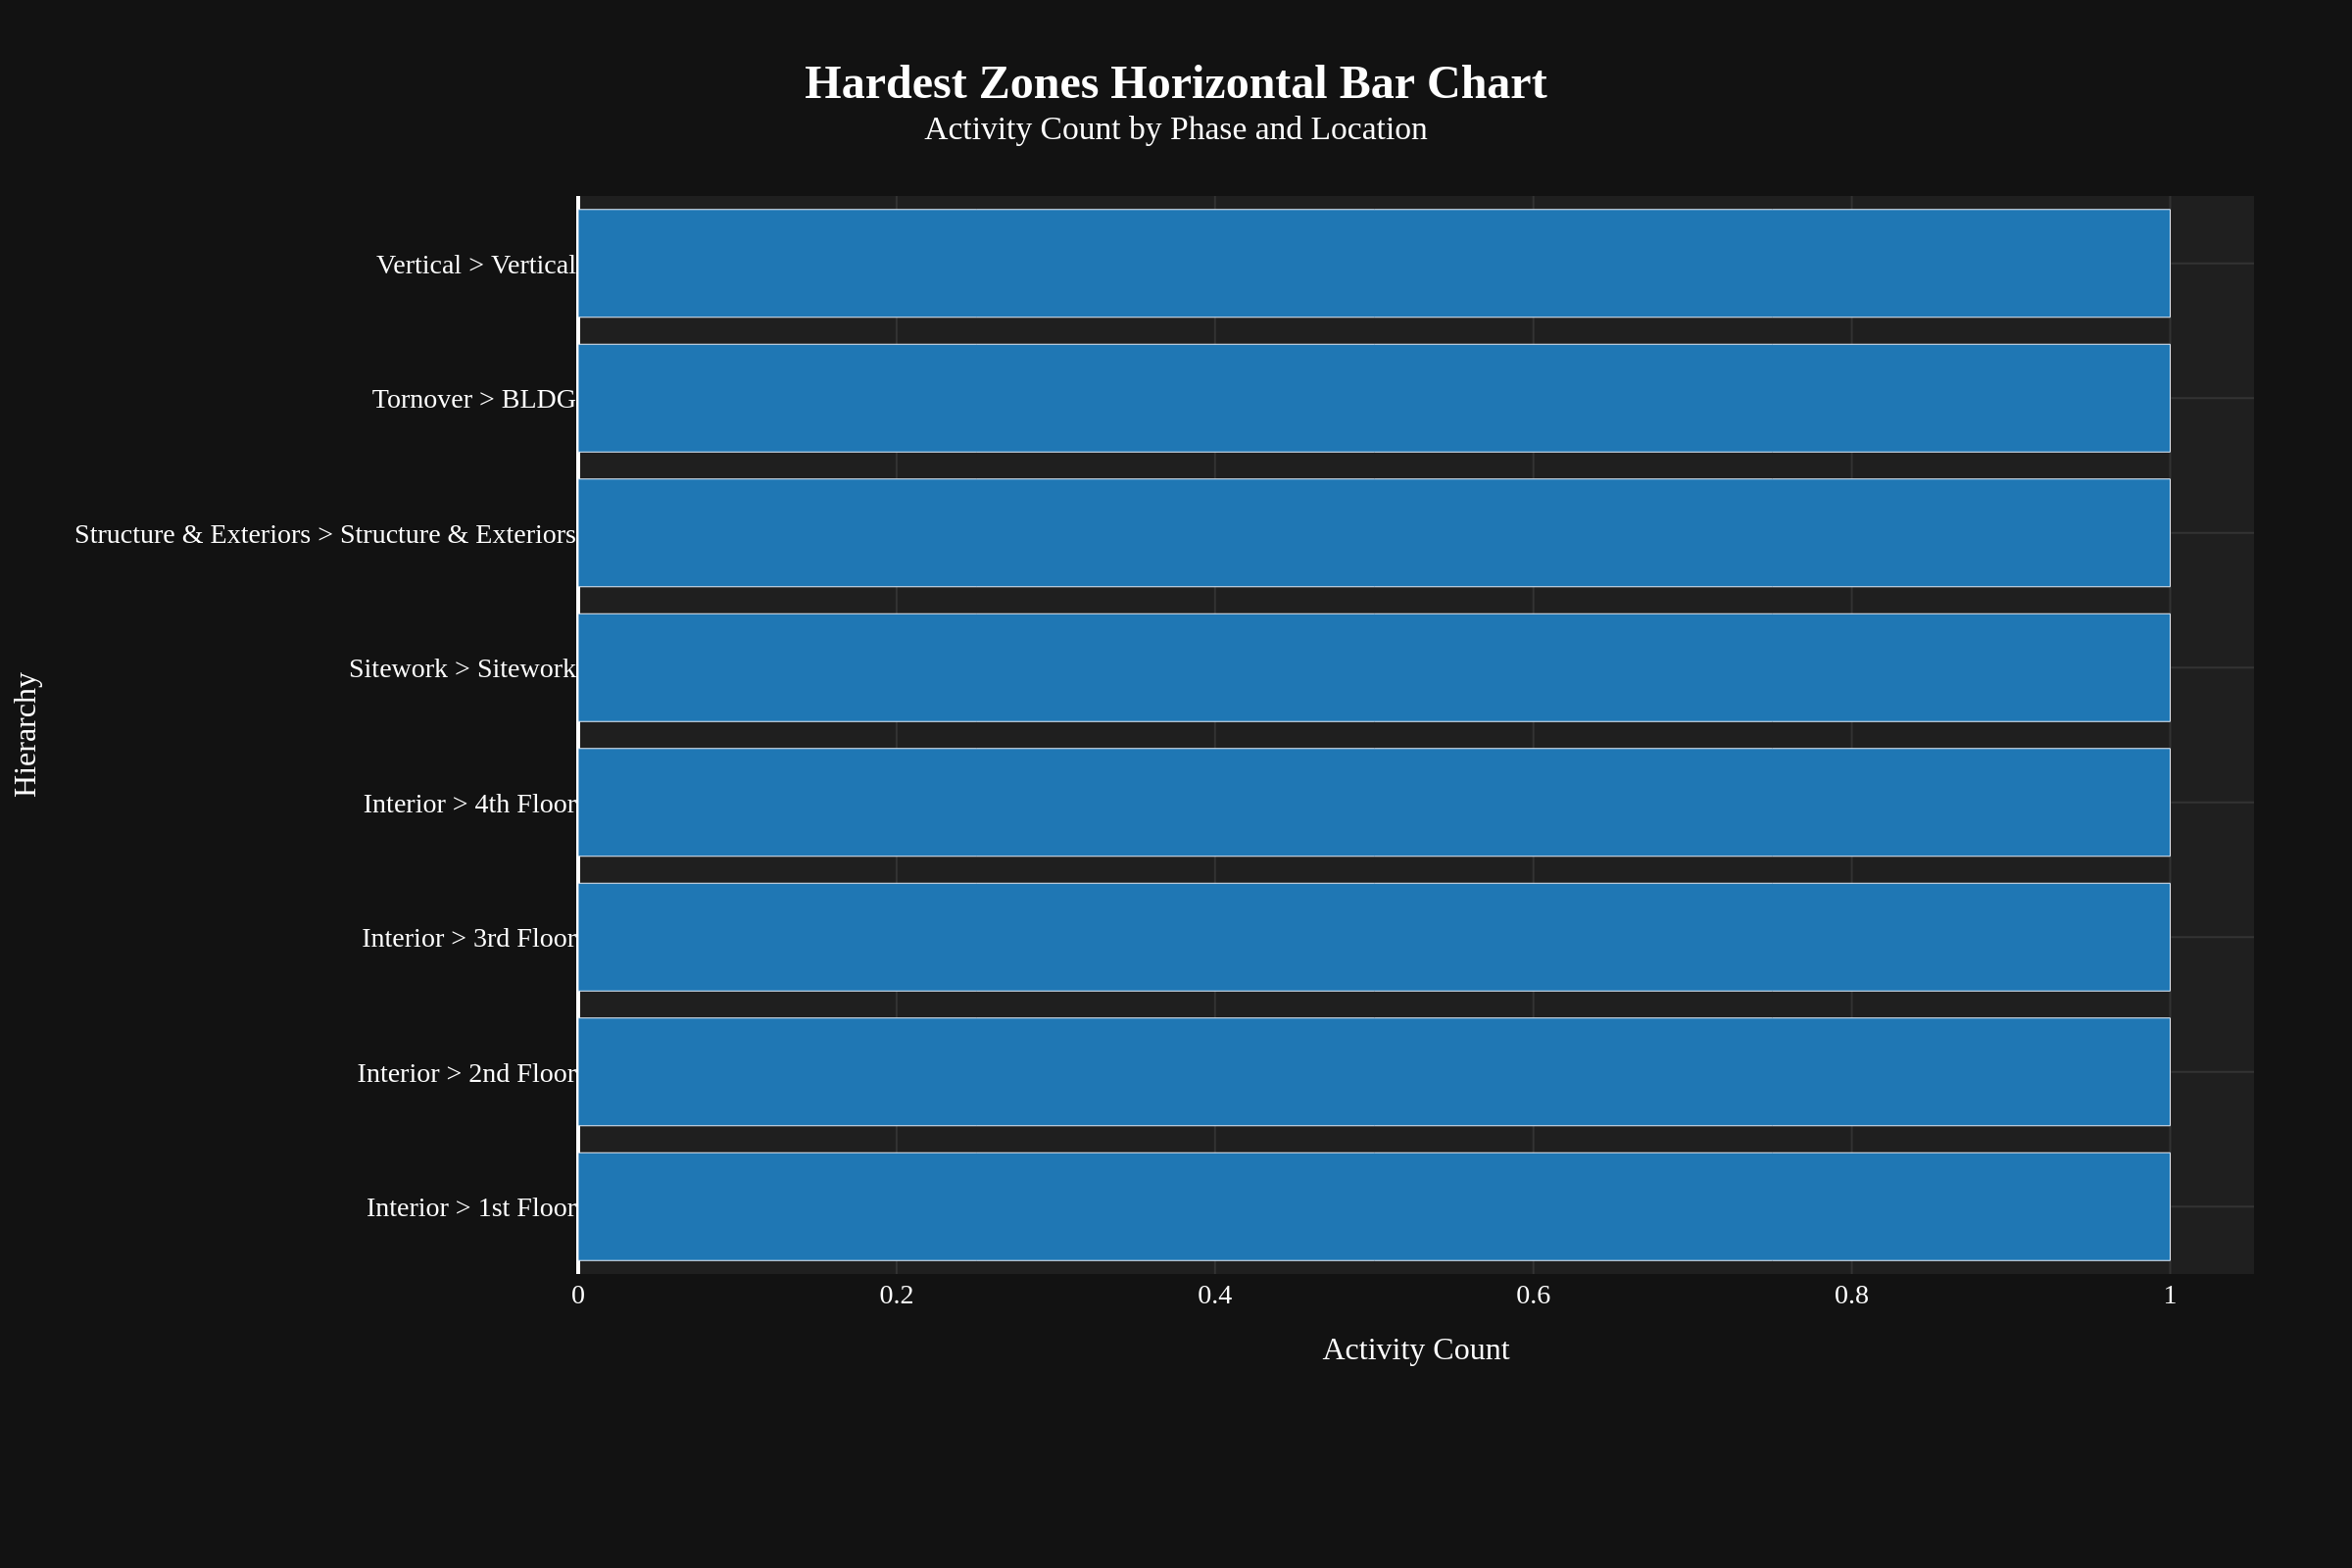 Hardest Zones Horizontal Bar Chart
Activity Count by Phase and Location
Hierarchy
Vertical > Vertical
Tornover > BLDG
Structure & Exteriors > Structure & Exteriors
Sitework > Sitework
Interior > 4th Floor
Interior > 3rd Floor
Interior > 2nd Floor
Interior > 1st Floor
0 0.2 0.4 0.6 0.8 1
Activity Count